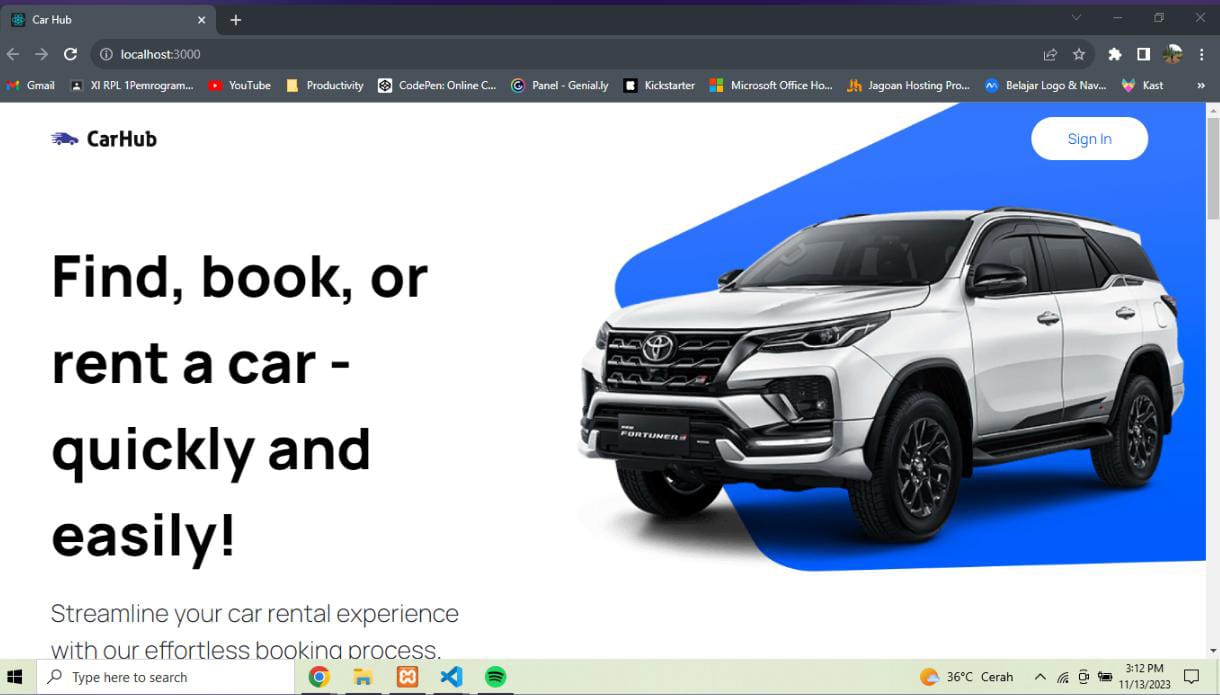 Car Hub
localhost:3000
Gmail
XI RPL 1Pemrogram...
YouTube
Productivity
CodePen: Online C...
Panel - Genial.ly
Kickstarter
Microsoft Office Ho...
Jagoan Hosting Pro...
Belajar Logo & Nav...
Kast
»
CarHub
Sign In
Find, book, or
rent a car -
quickly and
easily!
FORTUNER
Streamline your car rental experience
with our effortless booking process.
Type here to search
36°C Cerah
3:12 PM
11/13/2023